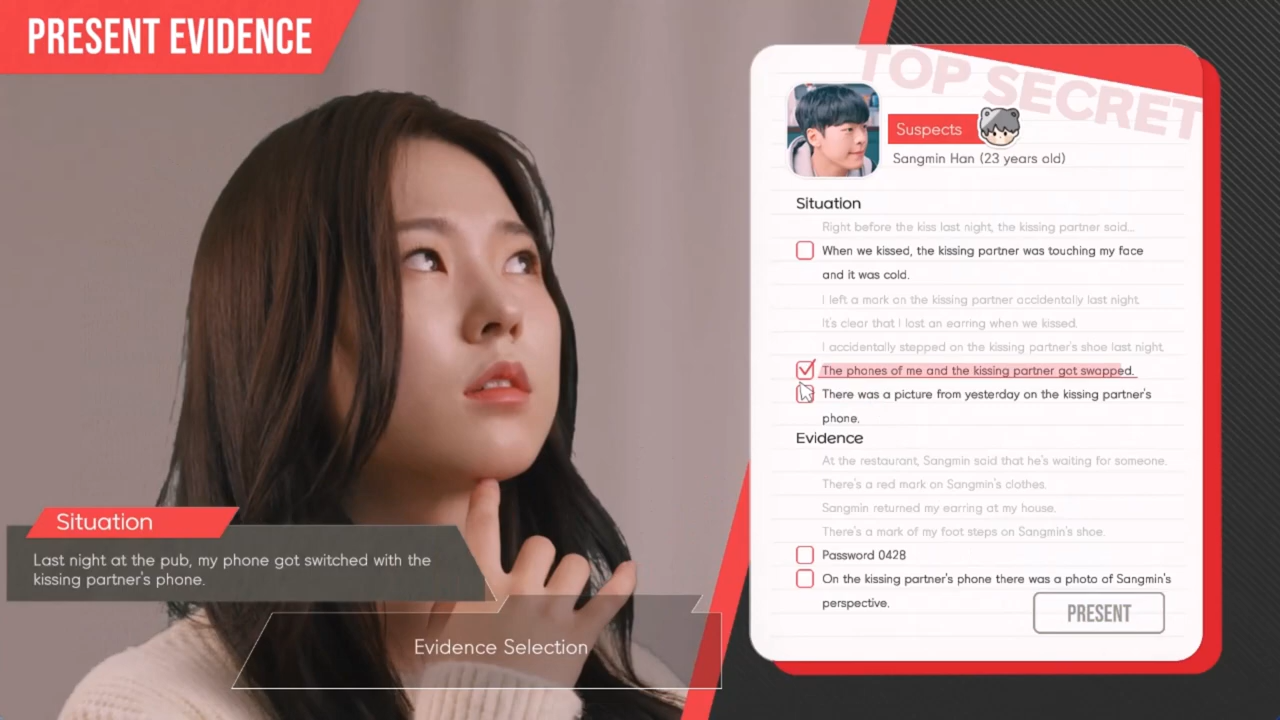 PRESENT EVIDENCE
TOP SECRET
Suspects
Sangmin Han (23 years old)
Situation
Right before the kiss last night, the kissing partner said...
When we kissed, the kissing partner was touching my face
and it was cold.
I left a mark on the kissing partner accidentally last night.
It's clear that I lost an earring when we kissed.
I accidentally stepped on the kissing partner's shoe last night.
The phones of me and the kissing partner got swapped.
There was a picture from yesterday on the kissing partner's
phone.
Evidence
At the restaurant, Sangmin said that he's waiting for someone.
There's a red mark on Sangmin's clothes.
Sangmin returned my earring at my house.
There's a mark of my foot steps on Sangmin's shoe.
Password 0428
On the kissing partner's phone there was a photo of Sangmin's
perspective.
PRESENT
Situation
Last night at the pub, my phone got switched with the
kissing partner's phone.
Evidence Selection